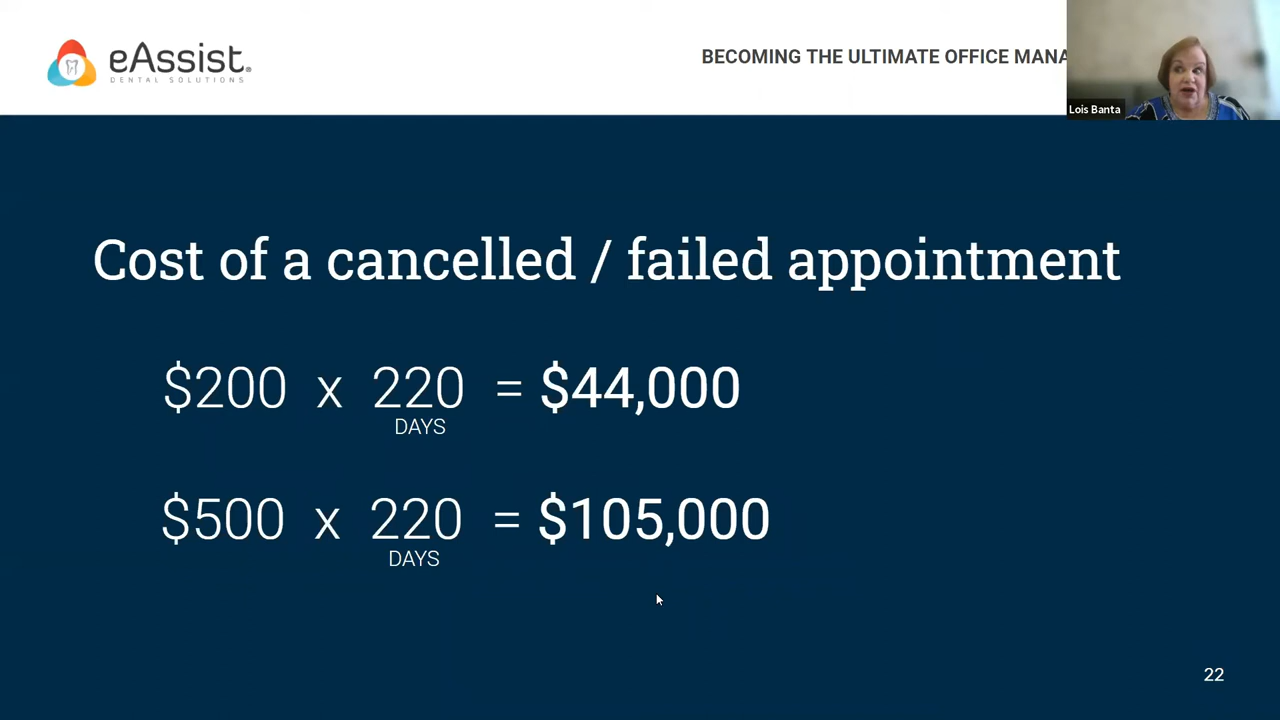 eAssist®
DENTAL SOLUTIONS
BECOMING THE ULTIMATE OFFICE MANA
Lois Banta
Cost of a cancelled / failed appointment
$200 x 220 = $44,000
DAYS
$500 x 220 = $105,000
DAYS
22